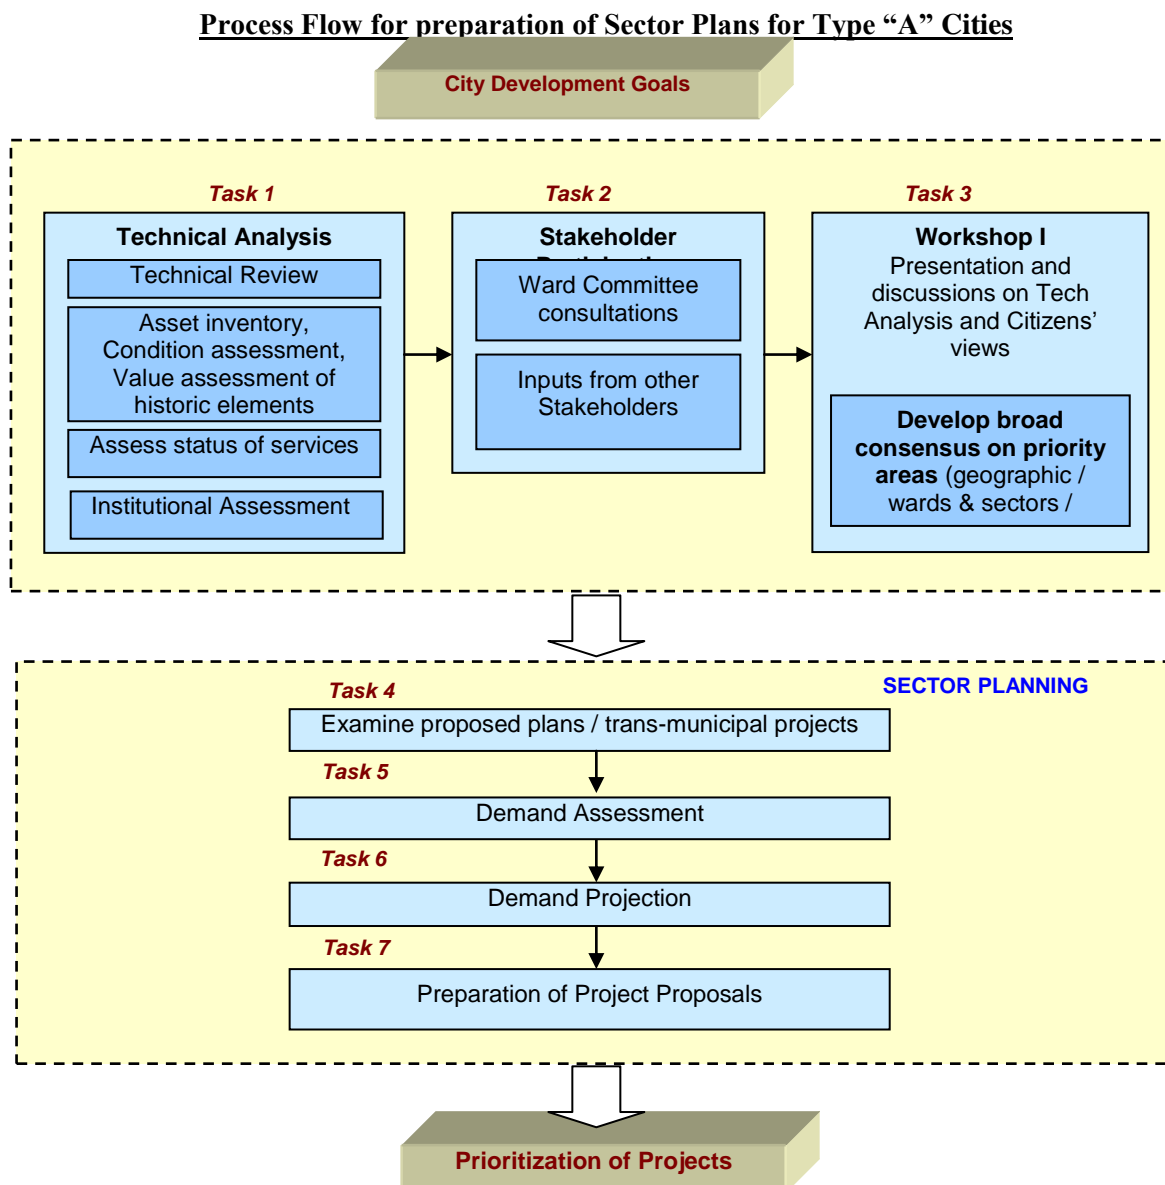 Process Flow for preparation of Sector Plans for Type “A” Cities
City Development Goals
Task 1
Technical Analysis
Technical Review
Asset inventory,
Condition assessment,
Value assessment of
historic elements
Assess status of services
Institutional Assessment
Task 2
Stakeholder
Ward Committee
consultations
Inputs from other
Stakeholders
Task 3
Workshop I
Presentation and
discussions on Tech
Analysis and Citizens’
views
Develop broad
consensus on priority
areas (geographic /
wards & sectors /
SECTOR PLANNING
Task 4
Examine proposed plans / trans-municipal projects
Task 5
Demand Assessment
Task 6
Demand Projection
Task 7
Preparation of Project Proposals
Prioritization of Projects